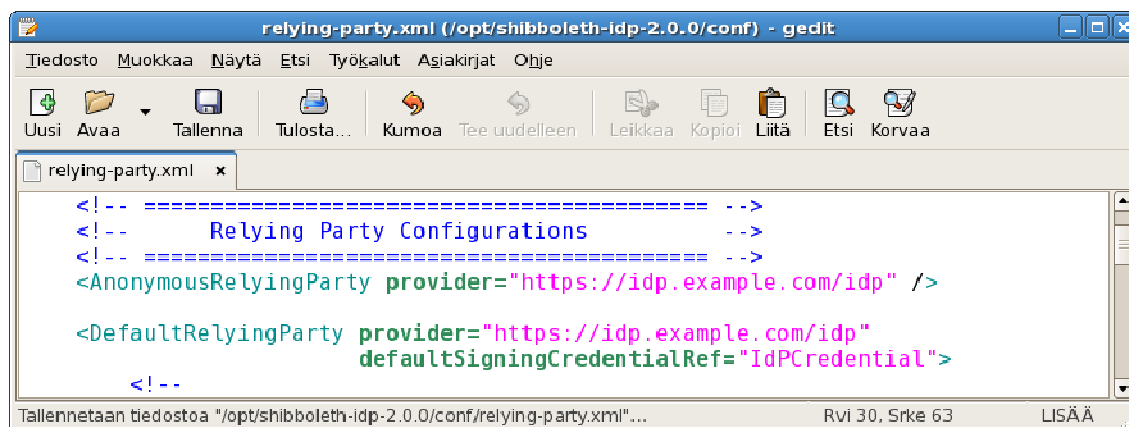 relying-party.xml (/opt/shibboleth-idp-2.0.0/conf) - gedit
Tiedosto Muokkaa Näytä Etsi Työkalut Asiakirjat Ohje
Uusi Avaa Tallenna Tulosta... Kumoa Tee uudelleen Leikkaa Kopioi Liitä Etsi Korvaa
relying-party.xml
<!-- ========================================== -->
<!--      Relying Party Configurations          -->
<!-- ========================================== -->
<AnonymousRelyingParty provider="https://idp.example.com/idp" />
<DefaultRelyingParty provider="https://idp.example.com/idp"
defaultSigningCredentialRef="IdPCredential">
<!--
Tallennetaan tiedostoa "/opt/shibboleth-idp-2.0.0/conf/relying-party.xml"... Rvi 30, Srke 63 LISÄÄ